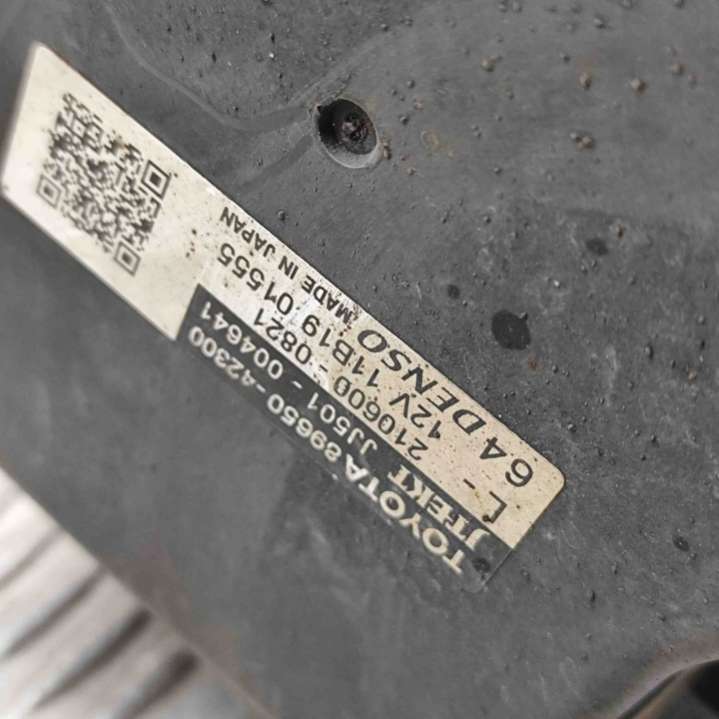 TOYOTA 89650-42300
JTEKT JJ501-004641
L- 210600-0821
12V 11B19 01555
64 DENSO MADE IN JAPAN